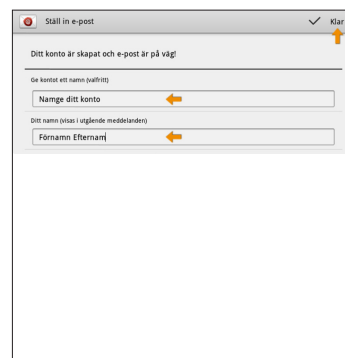 Ställ in e-post
Klar
Ditt konto är skapat och e-post är på väg!
Ge kontot ett namn (valfritt)
Namge ditt konto
Ditt namn (visas i utgående meddelanden)
Förnamn Efternam